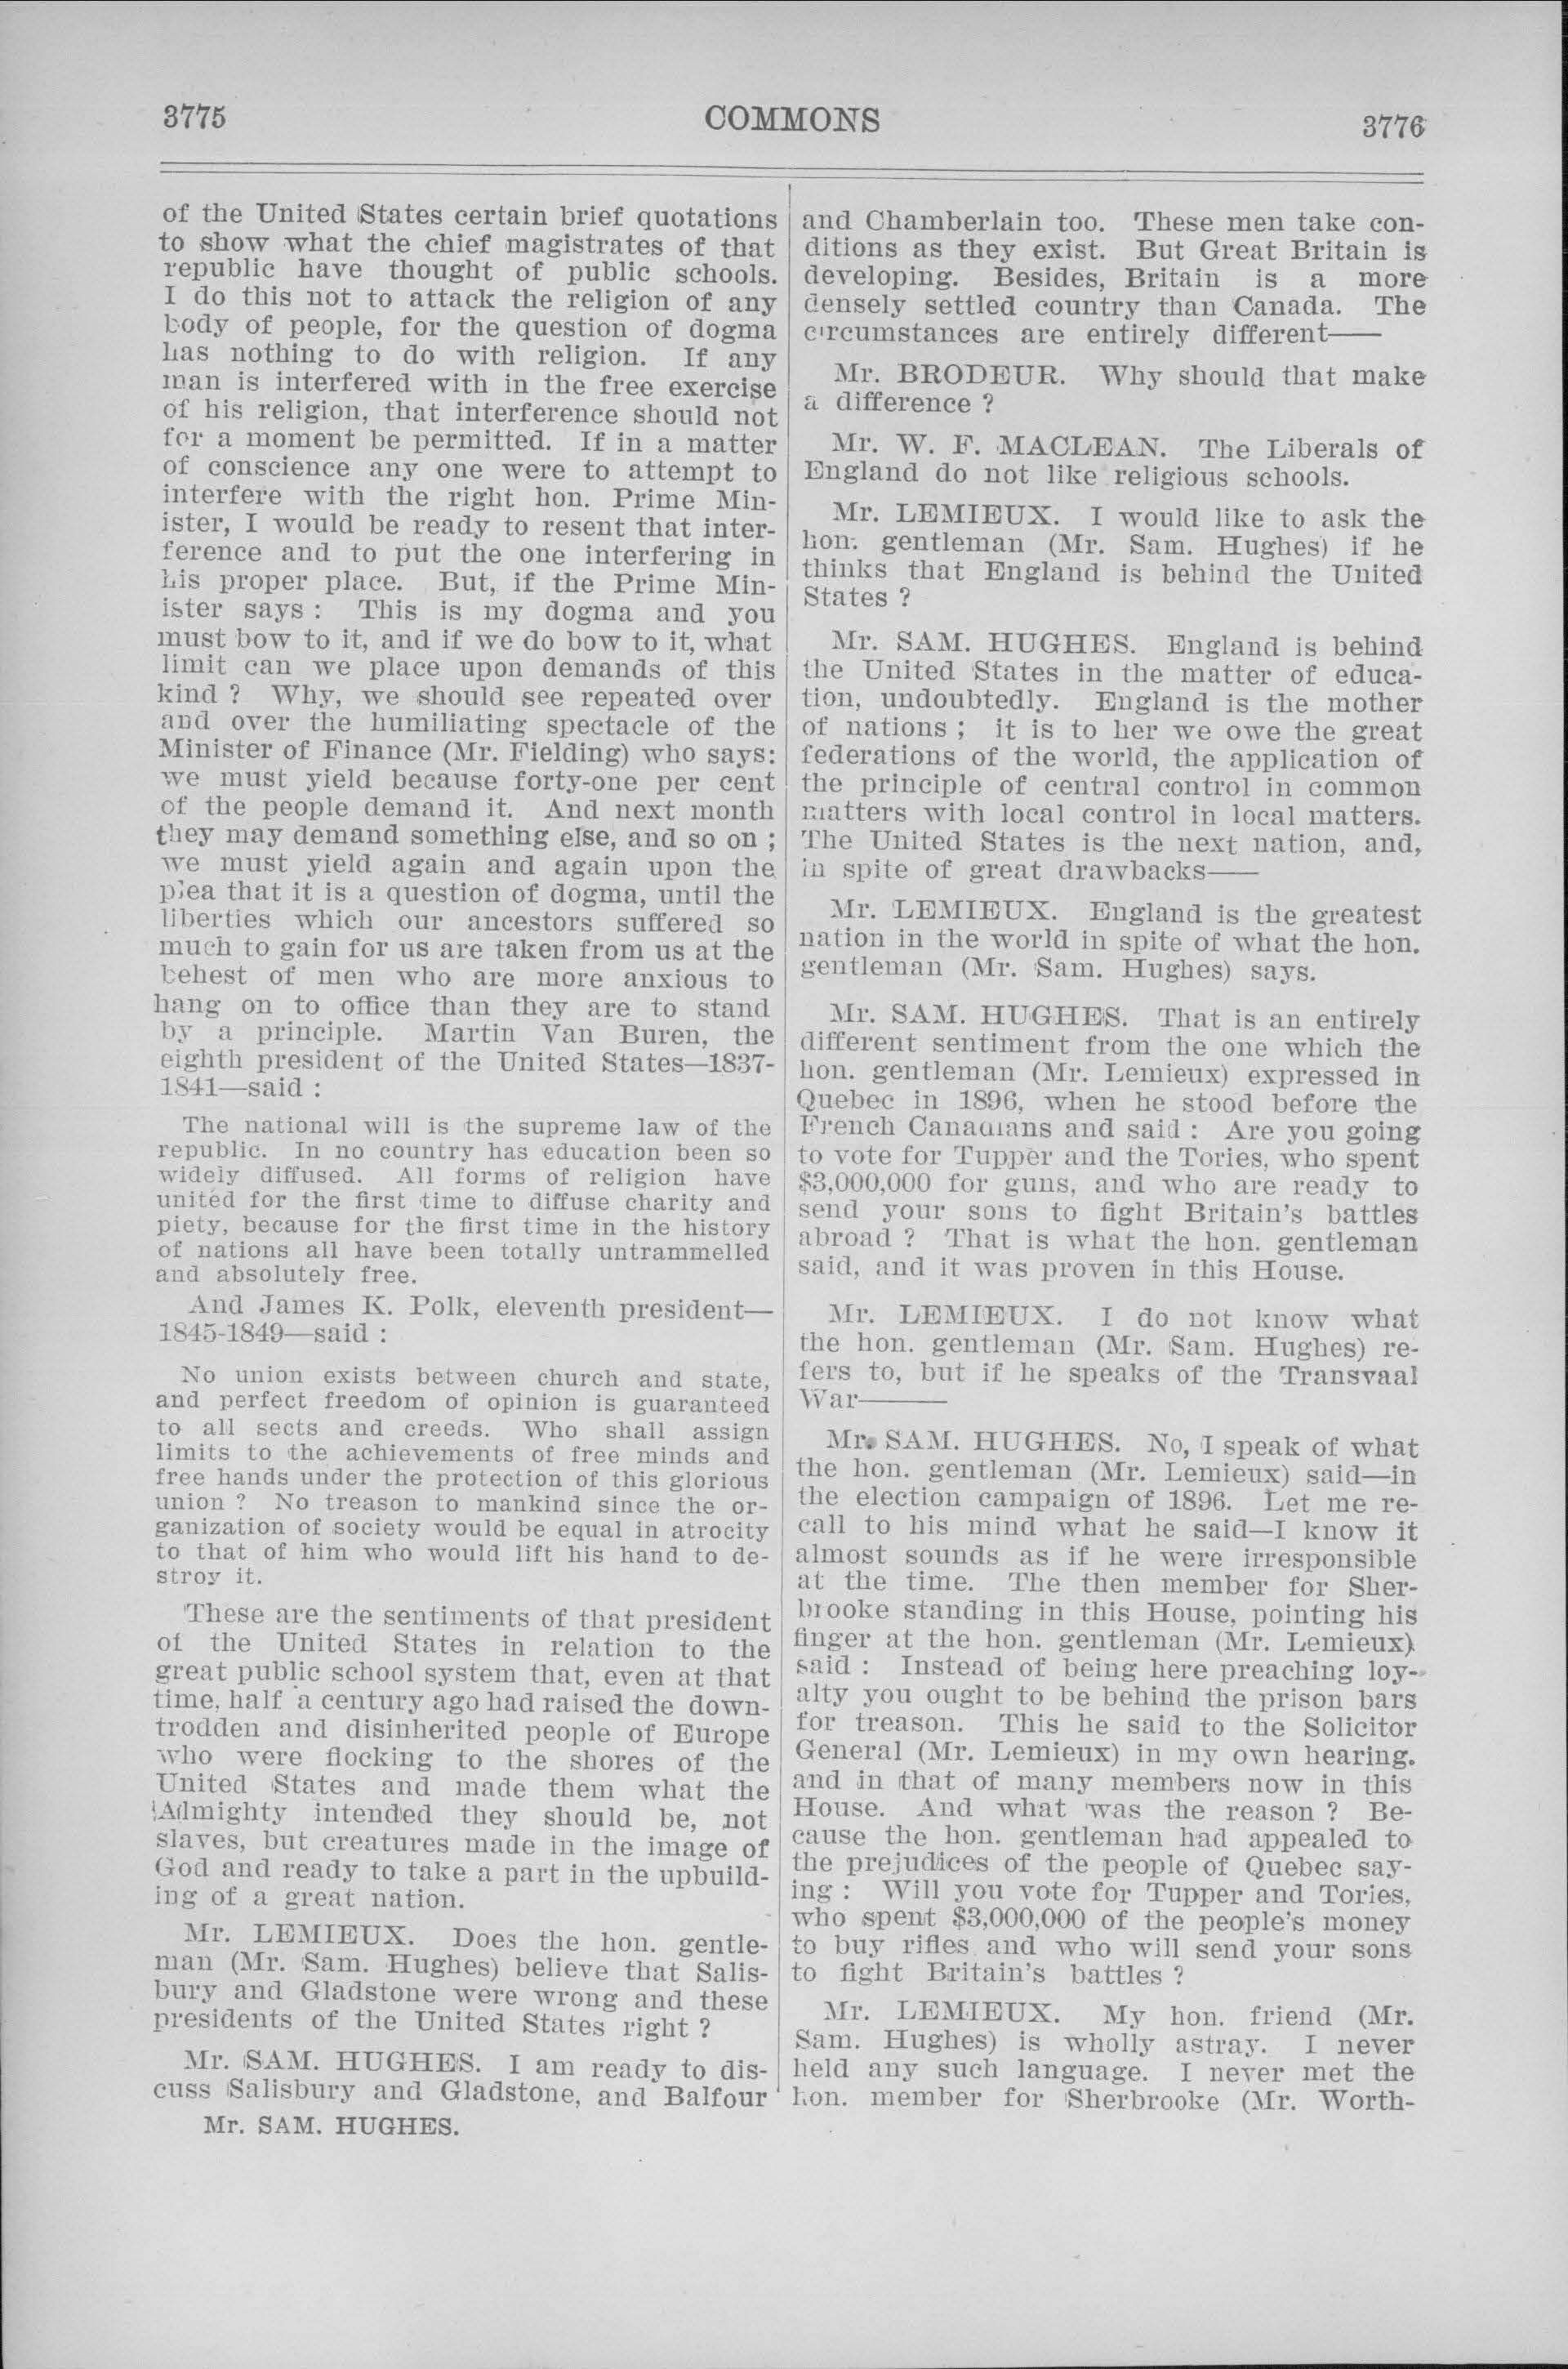 3775
COMMONS
3776
of the United States certain brief quotations
to show what the chief magistrates of that
republic have thought of public schools.
I do this not to attack the religion of any
body of people, for the question of dogma
has nothing to do with religion. If any
man is interfered with in the free exercise
of his religion, that interference should not
for a moment be permitted. If in a matter
of conscience any one were to attempt to
interfere with the right hon. Prime Min-
ister, I would be ready to resent that inter-
ference and to put the one interfering in
his proper place. But, if the Prime Min-
ister says : This is my dogma and you
must bow to it, and if we do bow to it, what
limit can we place upon demands of this
kind ? Why, we should see repeated over
and over the humiliating spectacle of the
Minister of Finance (Mr. Fielding) who says:
we must yield because forty-one per cent
of the people demand it. And next month
they may demand something else, and so on ;
we must yield again and again upon the
plea that it is a question of dogma, until the
liberties which our ancestors suffered so
much to gain for us are taken from us at the
behest of men who are more anxious to
hang on to office than they are to stand
by a principle. Martin Van Buren, the
eighth president of the United States—1837-
1841—said :
The national will is the supreme law of the
republic. In no country has education been so
widely diffused. All forms of religion have
united for the first time to diffuse charity and
piety, because for the first time in the history
of nations all have been totally untrammelled
and absolutely free.
And James K. Polk, eleventh president—
1845-1849—said :
No union exists between church and state,
and perfect freedom of opinion is guaranteed
to all sects and creeds. Who shall assign
limits to the achievements of free minds and
free hands under the protection of this glorious
union ? No treason to mankind since the or-
ganization of society would be equal in atrocity
to that of him who would lift his hand to de-
stroy it.
These are the sentiments of that president
of the United States in relation to the
great public school system that, even at that
time, half a century ago had raised the down-
trodden and disinherited people of Europe
who were flocking to the shores of the
United States and made them what the
Almighty intended they should be, not
slaves, but creatures made in the image of
God and ready to take a part in the upbuild-
ing of a great nation.
Mr. LEMIEUX. Does the hon. gentle-
man (Mr. Sam. Hughes) believe that Salis-
bury and Gladstone were wrong and these
presidents of the United States right ?
Mr. SAM. HUGHES. I am ready to dis-
cuss Salisbury and Gladstone, and Balfour
Mr. SAM. HUGHES.
and Chamberlain too. These men take con-
ditions as they exist. But Great Britain is
developing. Besides, Britain is a more
densely settled country than Canada. The
circumstances are entirely different——
Mr. BRODEUR. Why should that make
a difference ?
Mr. W. F. MACLEAN. The Liberals of
England do not like religious schools.
Mr. LEMIEUX. I would like to ask the
hon. gentleman (Mr. Sam. Hughes) if he
thinks that England is behind the United
States ?
Mr. SAM. HUGHES. England is behind
the United States in the matter of educa-
tion, undoubtedly. England is the mother
of nations ; it is to her we owe the great
federations of the world, the application of
the principle of central control in common
matters with local control in local matters.
The United States is the next nation, and,
in spite of great drawbacks——
Mr. LEMIEUX. England is the greatest
nation in the world in spite of what the hon.
gentleman (Mr. Sam. Hughes) says.
Mr. SAM. HUGHES. That is an entirely
different sentiment from the one which the
hon. gentleman (Mr. Lemieux) expressed in
Quebec in 1896, when he stood before the
French Canadians and said : Are you going
to vote for Tupper and the Tories, who spent
$3,000,000 for guns, and who are ready to
send your sons to fight Britain's battles
abroad ? That is what the hon. gentleman
said, and it was proven in this House.
Mr. LEMIEUX. I do not know what
the hon. gentleman (Mr. Sam. Hughes) re-
fers to, but if he speaks of the Transvaal
War——
Mr. SAM. HUGHES. No, I speak of what
the hon. gentleman (Mr. Lemieux) said—in
the election campaign of 1896. Let me re-
call to his mind what he said—I know it
almost sounds as if he were irresponsible
at the time. The then member for Sher-
brooke standing in this House, pointing his
finger at the hon. gentleman (Mr. Lemieux)
said : Instead of being here preaching loy-
alty you ought to be behind the prison bars
for treason. This he said to the Solicitor
General (Mr. Lemieux) in my own hearing.
and in that of many members now in this
House. And what was the reason ? Be-
cause the hon. gentleman had appealed to
the prejudices of the people of Quebec say-
ing : Will you vote for Tupper and Tories,
who spent $3,000,000 of the people's money
to buy rifles and who will send your sons
to fight Britain's battles ?
Mr. LEMIEUX. My hon. friend (Mr.
Sam. Hughes) is wholly astray. I never
held any such language. I never met the
hon. member for Sherbrooke (Mr. Worth-